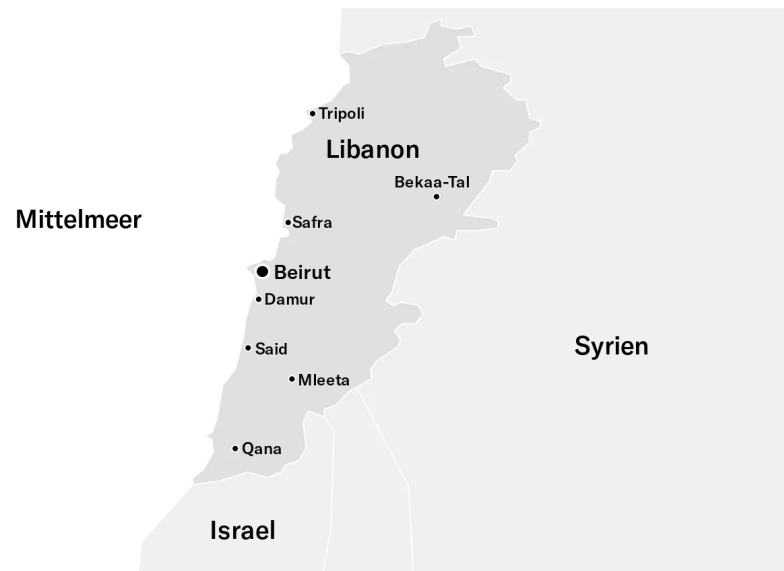 Tripoli
Libanon
Bekaa-Tal
Mittelmeer
Safra
Beirut
Damur
Syrien
Said
Mleeta
Qana
Israel